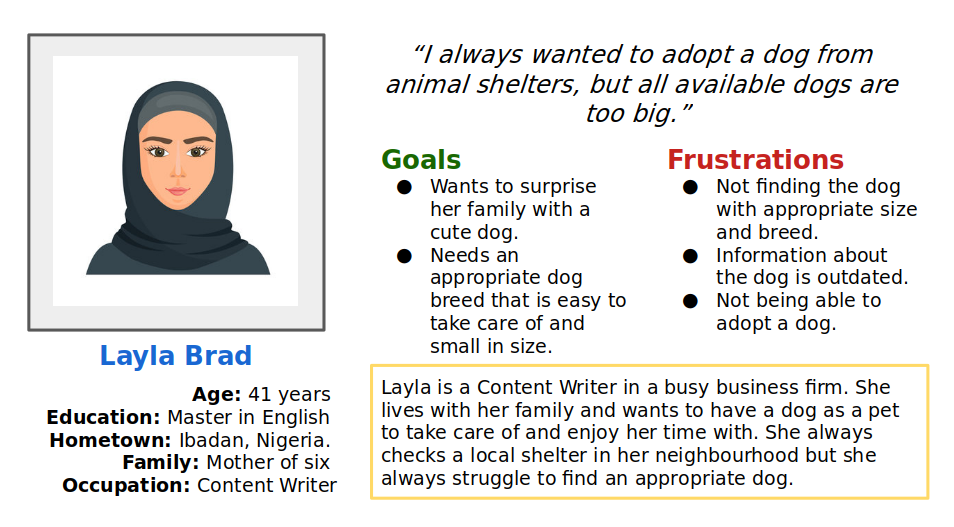 “I always wanted to adopt a dog from
animal shelters, but all available dogs are
too big.”
Goals
● Wants to surprise
her family with a
cute dog.
● Needs an
appropriate dog
breed that is easy to
take care of and
small in size.
Frustrations
● Not finding the dog
with appropriate size
and breed.
● Information about
the dog is outdated.
● Not being able to
adopt a dog.
Layla Brad
Age: 41 years
Education: Master in English
Hometown: Ibadan, Nigeria.
Family: Mother of six
Occupation: Content Writer
Layla is a Content Writer in a busy business firm. She
lives with her family and wants to have a dog as a pet
to take care of and enjoy her time with. She always
checks a local shelter in her neighbourhood but she
always struggle to find an appropriate dog.